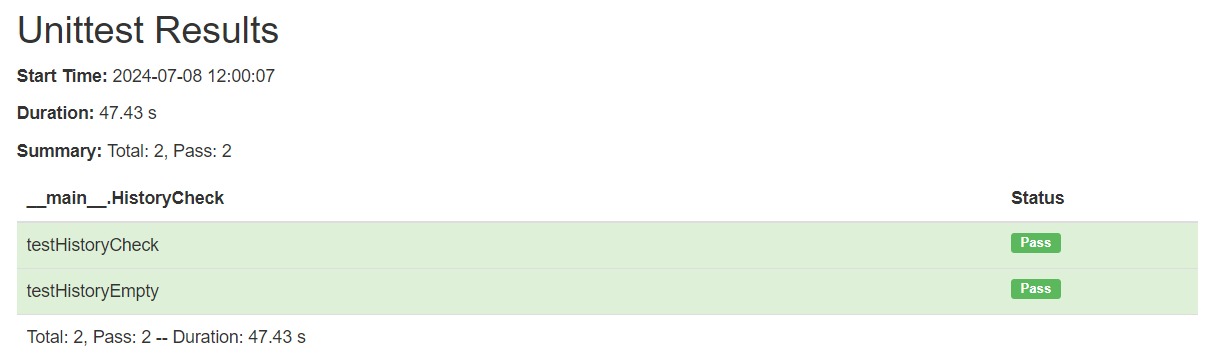 Unittest Results
Start Time: 2024-07-08 12:00:07
Duration: 47.43 s
Summary: Total: 2, Pass: 2
__main__.HistoryCheck Status
testHistoryCheck Pass
testHistoryEmpty Pass
Total: 2, Pass: 2 -- Duration: 47.43 s